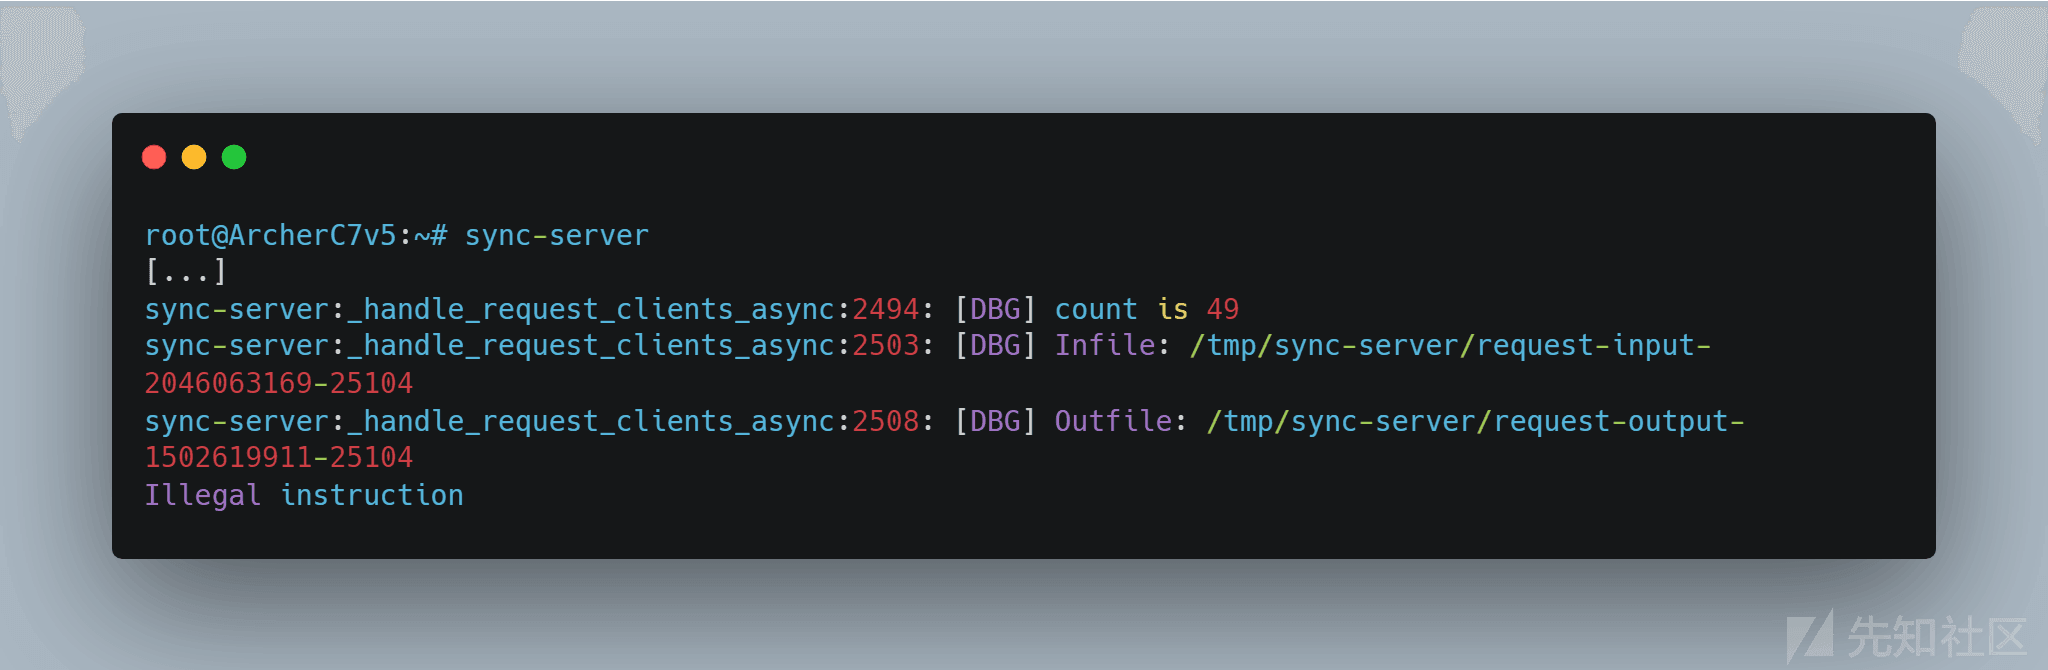 root@ArcherC7v5:~# sync-server
[...]
sync-server:_handle_request_clients_async:2494: [DBG] count is 49
sync-server:_handle_request_clients_async:2503: [DBG] Infile: /tmp/sync-server/request-input-
2046063169-25104
sync-server:_handle_request_clients_async:2508: [DBG] Outfile: /tmp/sync-server/request-output-
1502619911-25104
Illegal instruction
先知社区